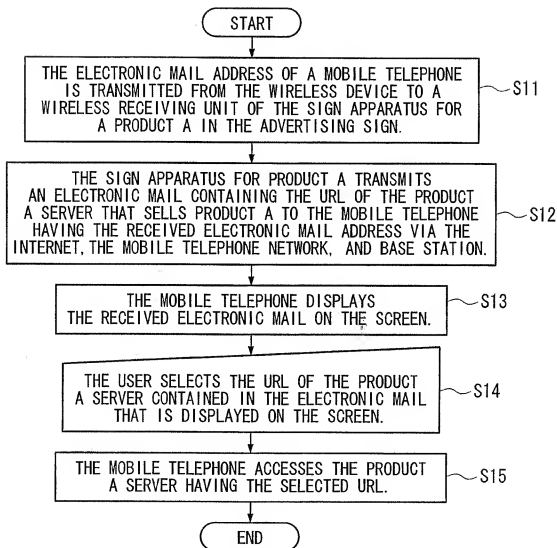 START
THE ELECTRONIC MAIL ADDRESS OF A MOBILE TELEPHONE
IS TRANSMITTED FROM THE WIRELESS DEVICE TO A
WIRELESS RECEIVING UNIT OF THE SIGN APPARATUS FOR
A PRODUCT A IN THE ADVERTISING SIGN.
S11
THE SIGN APPARATUS FOR PRODUCT A TRANSMITS
AN ELECTRONIC MAIL CONTAINING THE URL OF THE PRODUCT
A SERVER THAT SELLS PRODUCT A TO THE MOBILE TELEPHONE
HAVING THE RECEIVED ELECTRONIC MAIL ADDRESS VIA THE
INTERNET, THE MOBILE TELEPHONE NETWORK, AND BASE STATION.
S12
THE MOBILE TELEPHONE DISPLAYS
THE RECEIVED ELECTRONIC MAIL ON THE SCREEN.
S13
THE USER SELECTS THE URL OF THE PRODUCT
A SERVER CONTAINED IN THE ELECTRONIC MAIL
THAT IS DISPLAYED ON THE SCREEN.
S14
THE MOBILE TELEPHONE ACCESSES THE PRODUCT
A SERVER HAVING THE SELECTED URL.
S15
END